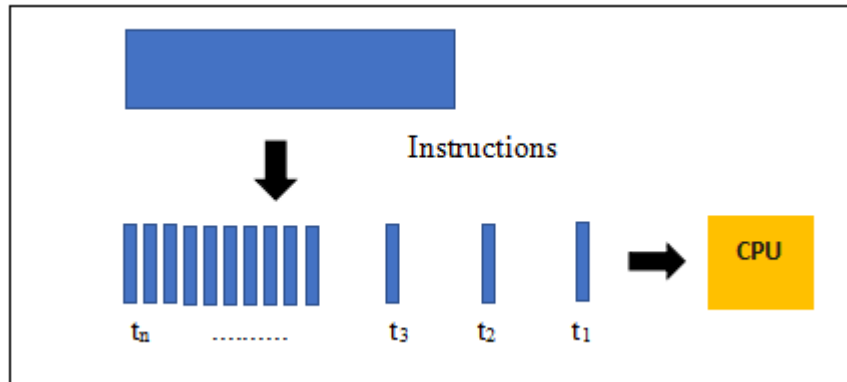 Instructions
CPU
tₙ .......... t₃ t₂ t₁